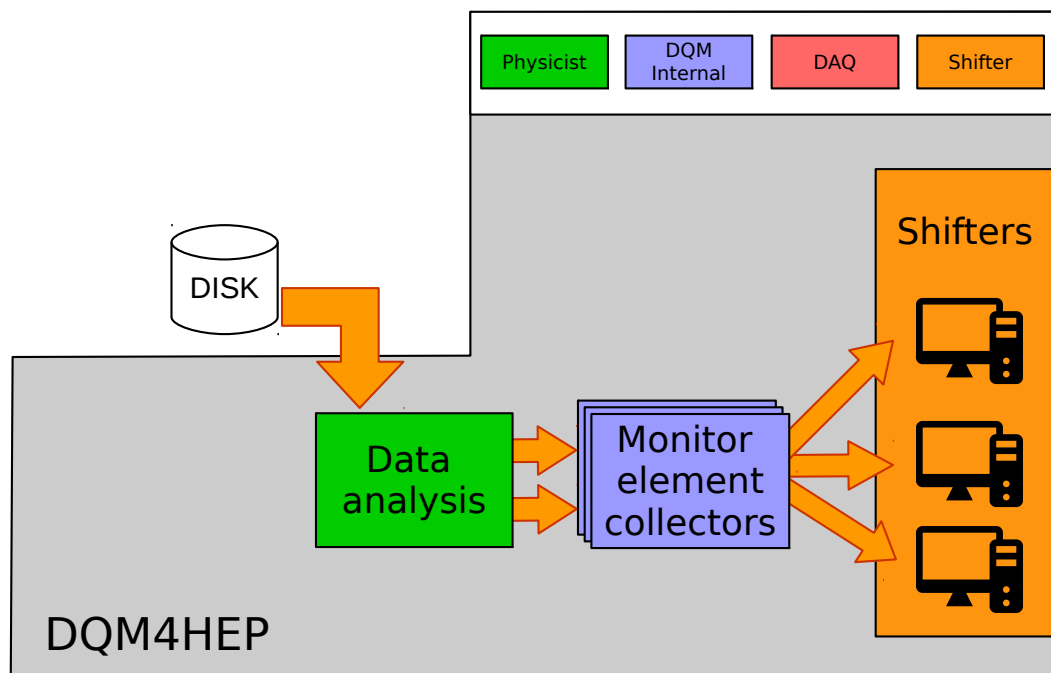 Physicist
DQM
Internal
DAQ
Shifter
Shifters
DISK
Data
analysis
Monitor
element
collectors
DQM4HEP